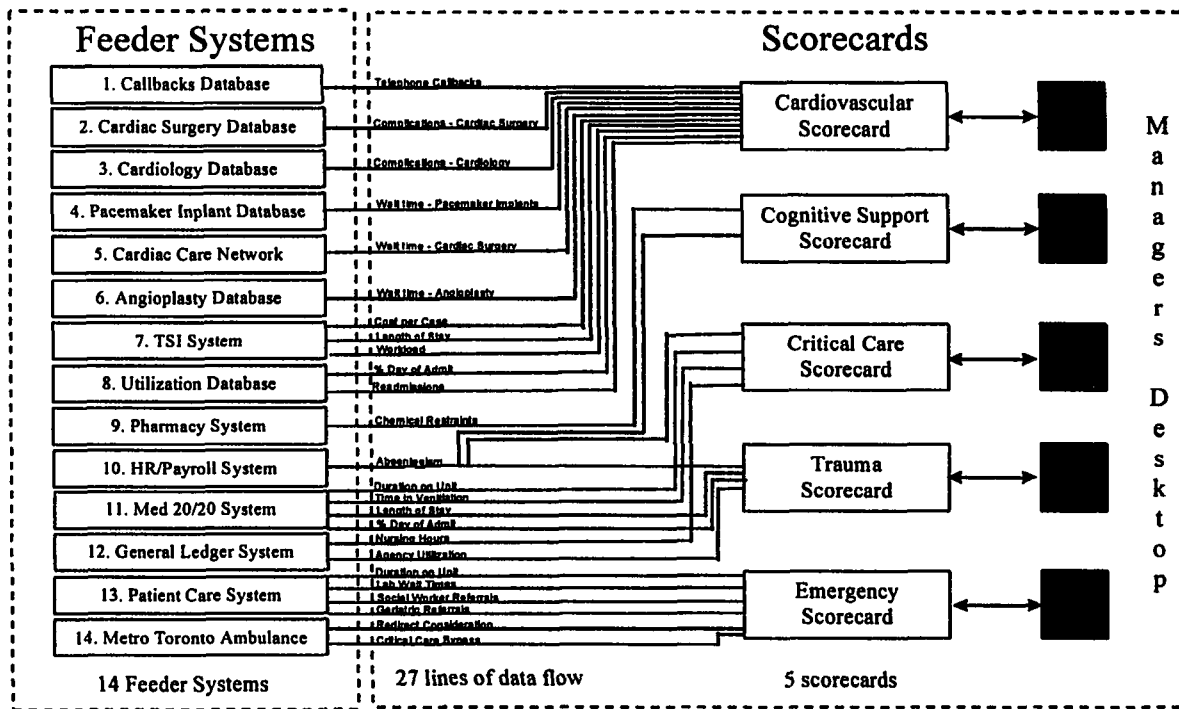 Feeder Systems
1. Callbacks Database
2. Cardiac Surgery Database
3. Cardiology Database
4. Pacemaker Inplant Database
5. Cardiac Care Network
6. Angioplasty Database
7. TSI System
8. Utilization Database
9. Pharmacy System
10. HR/Payroll System
11. Med 20/20 System
12. General Ledger System
13. Patient Care System
14. Metro Toronto Ambulance
14 Feeder Systems
Scorecards
Telephone Callbacks
Complications - Cardiac Surgery
Complications - Cardiology
Wait time - Pacemaker Implants
Wait time - Cardiac Surgery
Wait time - Angioplasty
Cost per Case
Length of Stay
Workload
% Day of Admit
Readmissions
Chemical Restraints
Absenteeism
Duration on Unit
Time in Ventilation
Length of Stay
% Day of Admit
Nursing Hours
Agency Utilization
Duration on Unit
Lab Wait Times
Social Worker Referrals
Geriatric Referrals
Redirect Consideration
Critical Care Bypass
27 lines of data flow
Cardiovascular
Scorecard
Cognitive Support
Scorecard
Critical Care
Scorecard
Trauma
Scorecard
Emergency
Scorecard
5 scorecards
Managers Desktop